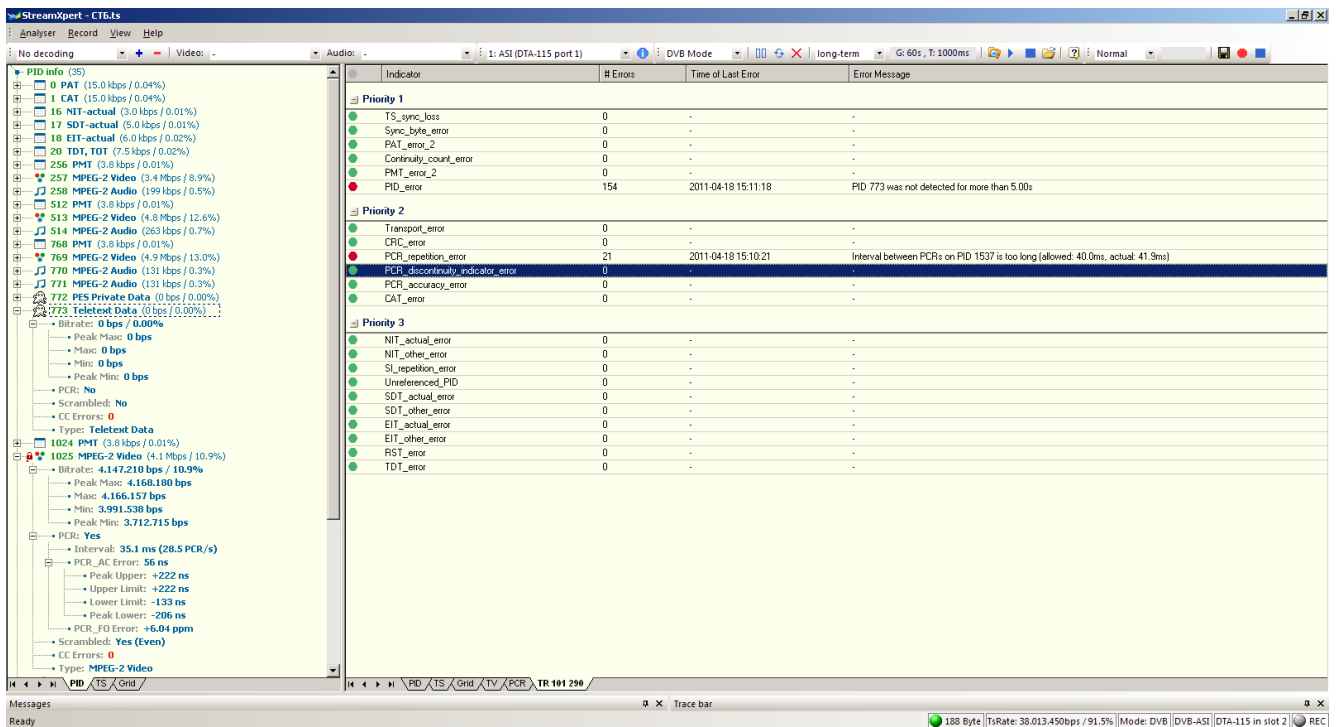 StreamXpert - CT6.ts
Analyser Record View Help
No decoding Video: - Audio: - 1: ASI (DTA-115 port 1) DVB Mode long-term G: 60s, T: 1000ms Normal
PID info (35)
0 PAT (15.0 kbps / 0.04%)
1 CAT (15.0 kbps / 0.04%)
16 NIT-actual (3.0 kbps / 0.01%)
17 SDT-actual (5.0 kbps / 0.01%)
18 EIT-actual (6.0 kbps / 0.02%)
20 TDT, TOT (7.5 kbps / 0.02%)
256 PMT (3.8 kbps / 0.01%)
257 MPEG-2 Video (3.4 Mbps / 8.9%)
258 MPEG-2 Audio (199 kbps / 0.5%)
512 PMT (3.8 kbps / 0.01%)
513 MPEG-2 Video (4.8 Mbps / 12.6%)
514 MPEG-2 Audio (263 kbps / 0.7%)
768 PMT (3.8 kbps / 0.01%)
769 MPEG-2 Video (4.9 Mbps / 13.0%)
770 MPEG-2 Audio (131 kbps / 0.3%)
771 MPEG-2 Audio (131 kbps / 0.3%)
772 PES Private Data (0 bps / 0.00%)
773 Teletext Data (0 bps / 0.00%)
Bitrate: 0 bps / 0.00%
Peak Max: 0 bps
Max: 0 bps
Min: 0 bps
Peak Min: 0 bps
PCR: No
Scrambled: No
CC Errors: 0
Type: Teletext Data
1024 PMT (3.8 kbps / 0.01%)
1025 MPEG-2 Video (4.1 Mbps / 10.9%)
Bitrate: 4.147.210 bps / 10.9%
Peak Max: 4.168.180 bps
Max: 4.166.157 bps
Min: 3.991.538 bps
Peak Min: 3.712.715 bps
PCR: Yes
Interval: 35.1 ms (28.5 PCR/s)
PCR_AC Error: 56 ns
Peak Upper: +222 ns
Upper Limit: +222 ns
Lower Limit: -133 ns
Peak Lower: -206 ns
PCR_FO Error: +6.04 ppm
Scrambled: Yes (Even)
CC Errors: 0
Type: MPEG-2 Video
PID TS Grid
Indicator # Errors Time of Last Error Error Message
Priority 1
TS_sync_loss 0 - -
Sync_byte_error 0 - -
PAT_error_2 0 - -
Continuity_count_error 0 - -
PMT_error_2 0 - -
PID_error 154 2011-04-18 15:11:18 PID 773 was not detected for more than 5.00s
Priority 2
Transport_error 0 - -
CRC_error 0 - -
PCR_repetition_error 21 2011-04-18 15:10:21 Interval between PCRs on PID 1537 is too long (allowed: 40.0ms, actual: 41.9ms)
PCR_discontinuity_indicator_error 0 - -
PCR_accuracy_error 0 - -
CAT_error 0 - -
Priority 3
NIT_actual_error 0 - -
NIT_other_error 0 - -
SI_repetition_error 0 - -
Unreferenced_PID 0 - -
SDT_actual_error 0 - -
SDT_other_error 0 - -
EIT_actual_error 0 - -
EIT_other_error 0 - -
RST_error 0 - -
TDT_error 0 - -
PID TS Grid TV PCR TR 101 290
Messages Trace bar
Ready 188 Byte TsRate: 38.013.450bps / 91.5% Mode: DVB DVB-ASI DTA-115 in slot 2 REC